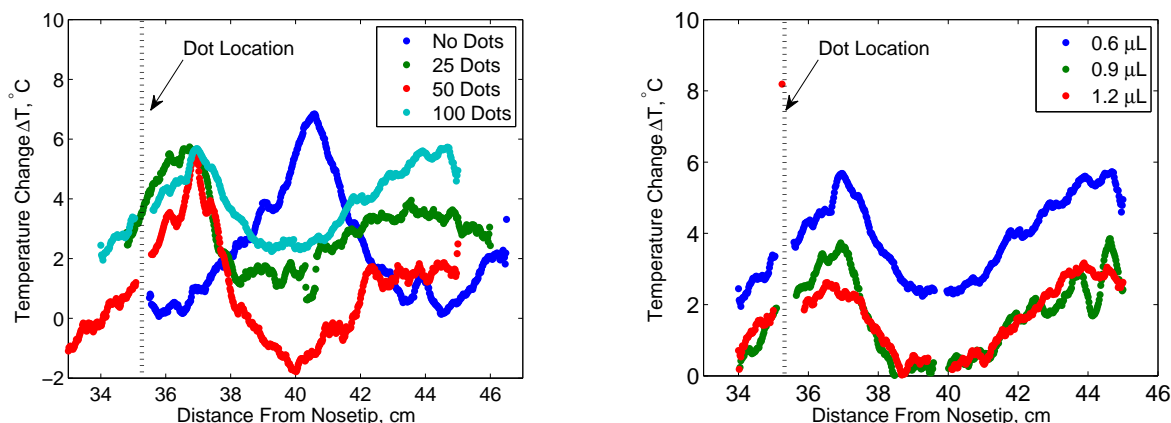 10
8
6
4
2
0
−2
Temperature Change ΔT, °C
Dot Location
No Dots
25 Dots
50 Dots
100 Dots
34 36 38 40 42 44 46
Distance From Nosetip, cm
10
8
6
4
2
0
Temperature Change ΔT, °C
Dot Location
0.6 μL
0.9 μL
1.2 μL
34 36 38 40 42 44 46
Distance From Nosetip, cm